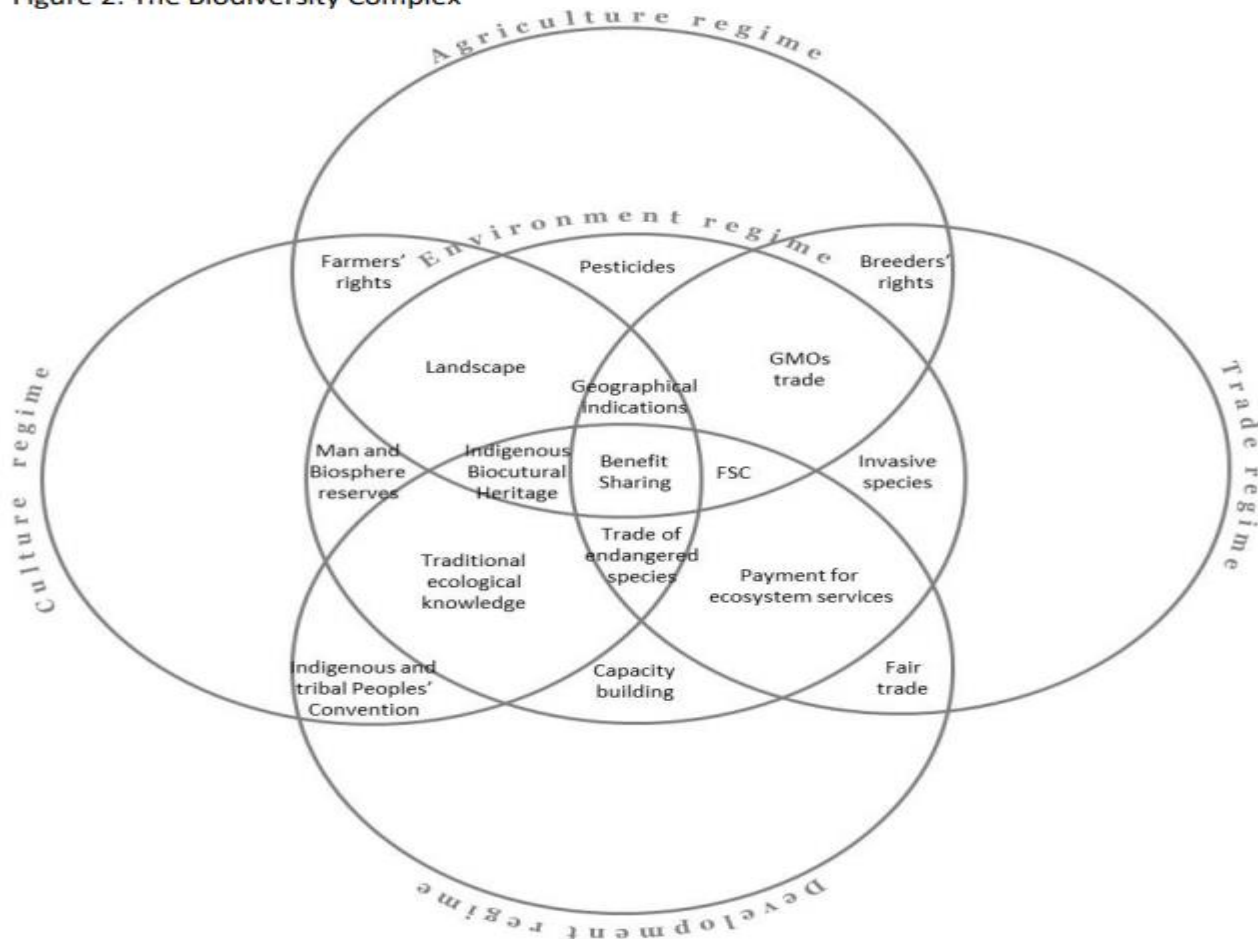 Figure 2: The Biodiversity Complex
Agriculture regime
Environment regime
Farmers’
rights
Pesticides
Breeders’
rights
Landscape
GMOs
trade
Geographical
indications
Culture regime
Trade regime
Man and
Biosphere
reserves
Indigenous
Biocutural
Heritage
Benefit
Sharing
FSC
Invasive
species
Traditional
ecological
knowledge
Trade of
endangered
species
Payment for
ecosystem services
Indigenous and
tribal Peoples’
Convention
Capacity
building
Fair
trade
Development regime